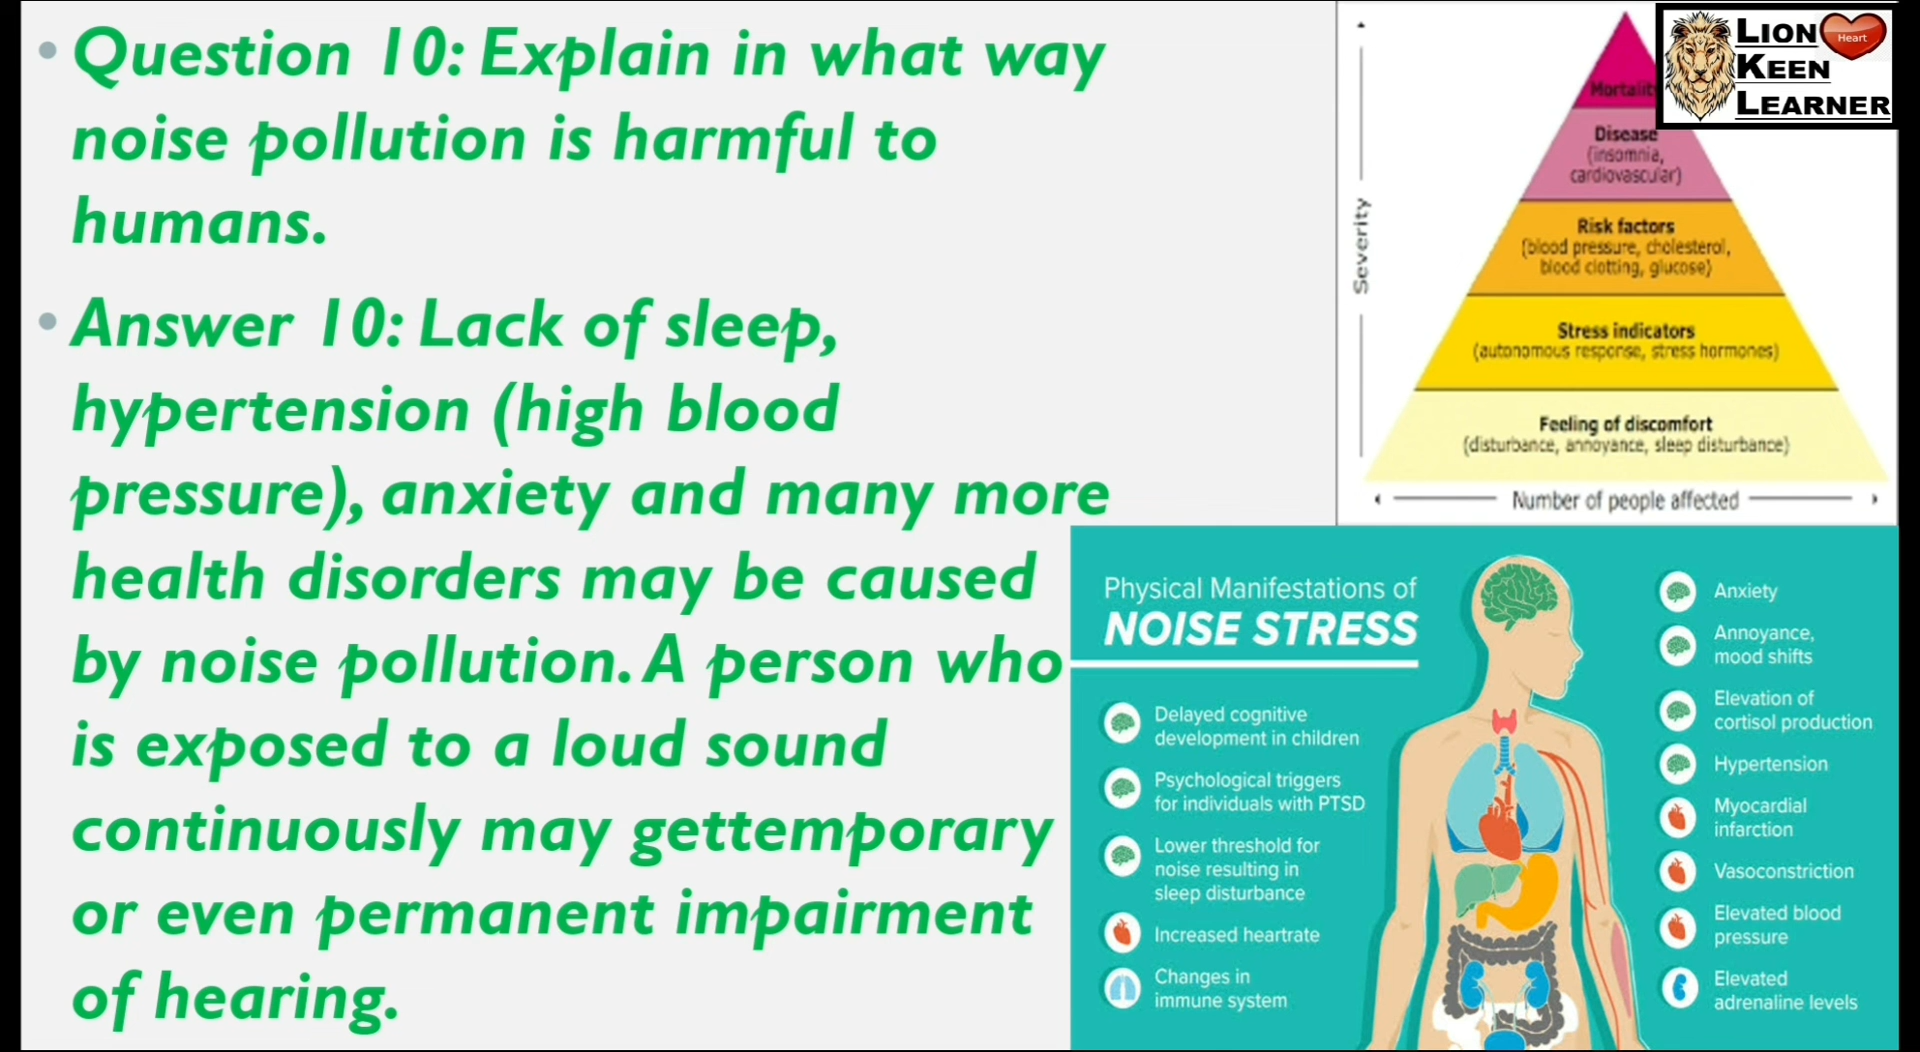 Question 10: Explain in what way
noise pollution is harmful to
humans.
Answer 10: Lack of sleep,
hypertension (high blood
pressure), anxiety and many more
health disorders may be caused
by noise pollution. A person who
is exposed to a loud sound
continuously may gettemporary
or even permanent impairment
of hearing.
LION
Heart
KEEN
LEARNER
Severity
Disease
(insomnia,
cardiovascular)
Risk factors
(blood pressure, cholesterol,
blood clotting, glucose)
Stress indicators
(autonomous response, stress hormones)
Feeling of discomfort
(disturbance, annoyance, sleep disturbance)
Number of people affected
Physical Manifestations of
NOISE STRESS
Delayed cognitive
development in children
Psychological triggers
for individuals with PTSD
Lower threshold for
noise resulting in
sleep disturbance
Increased heartrate
Changes in
immune system
Anxiety
Annoyance,
mood shifts
Elevation of
cortisol production
Hypertension
Myocardial
infarction
Vasoconstriction
Elevated blood
pressure
Elevated
adrenaline levels